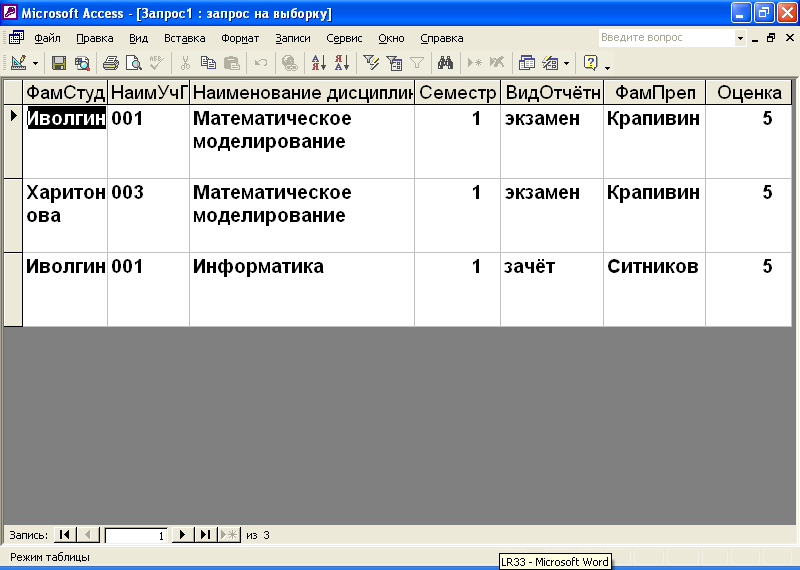 Microsoft Access - [Запрос1 : запрос на выборку]
Файл Правка Вид Вставка Формат Записи Сервис Окно Справка Введите вопрос
ФамСтуд НаимУчГ Наименование дисциплин Семестр ВидОтчётн ФамПреп Оценка
Иволгин 001 Математическое моделирование 1 экзамен Крапивин 5
Харитонова 003 Математическое моделирование 1 экзамен Крапивин 5
Иволгин 001 Информатика 1 зачёт Ситников 5
Запись: 1 из 3
Режим таблицы
LR33 - Microsoft Word